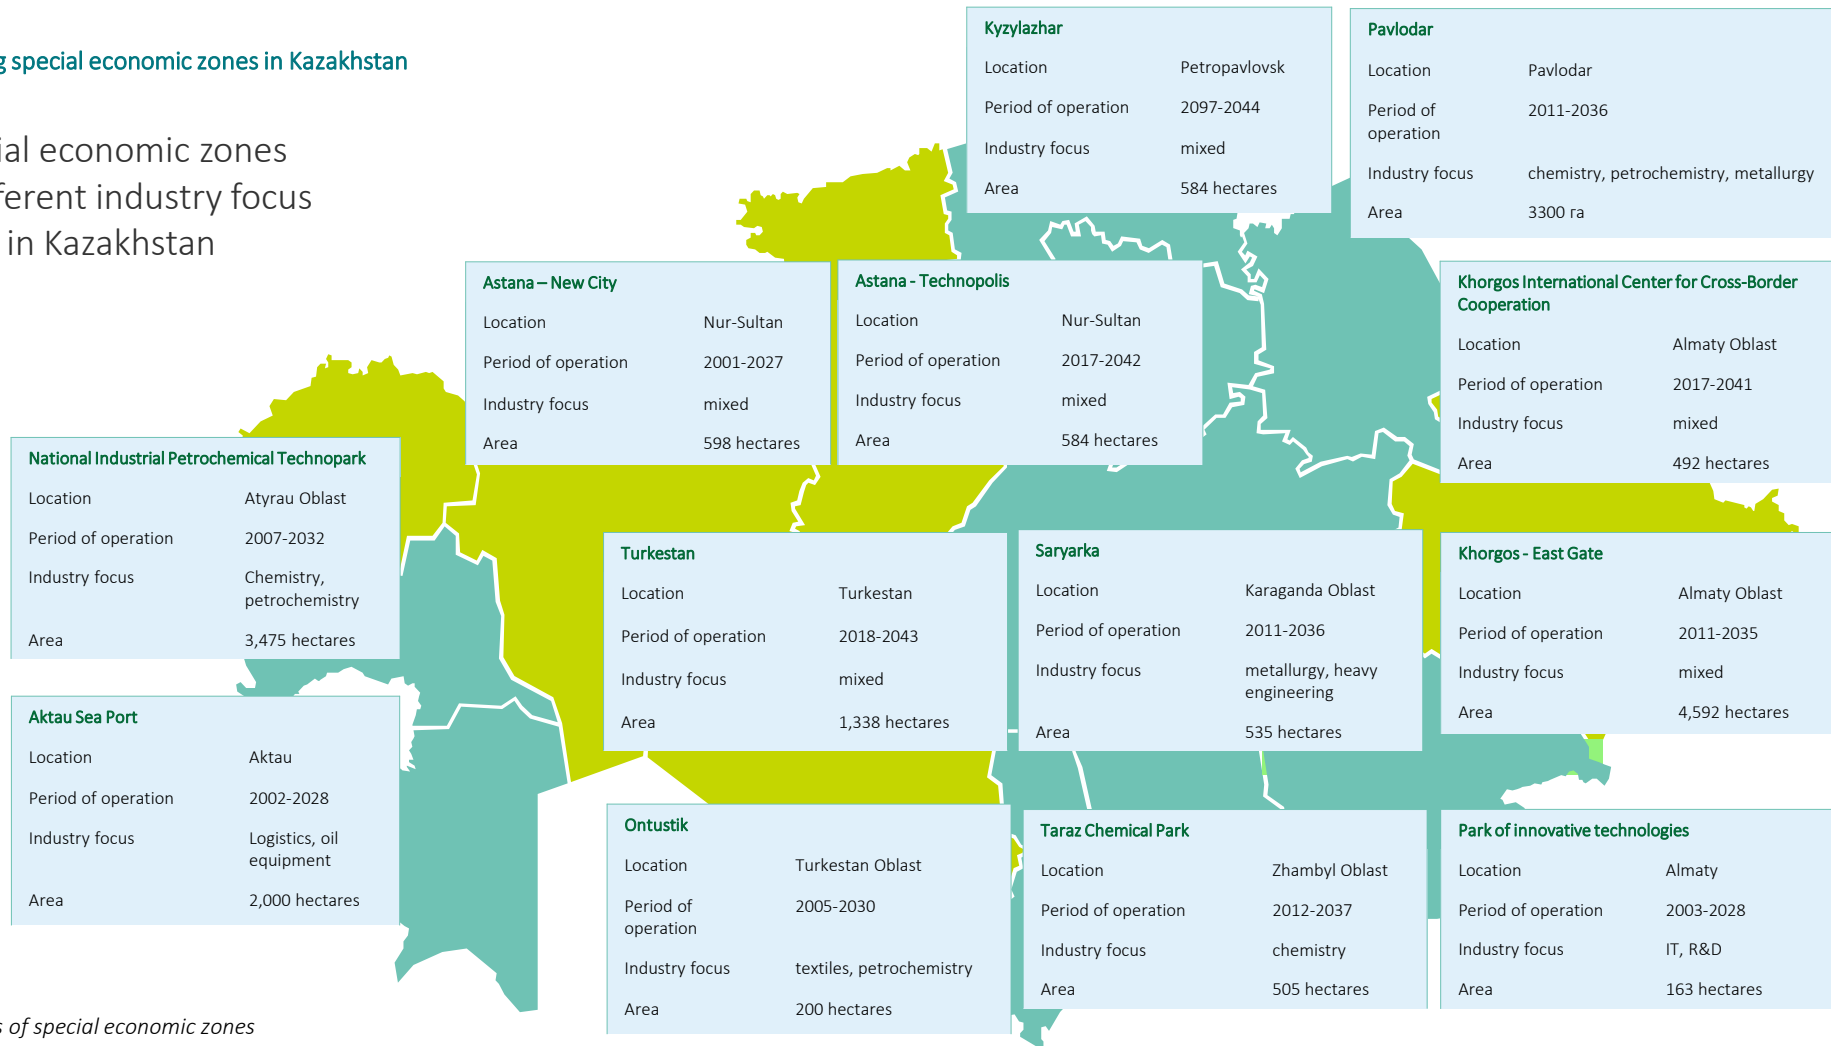 g special economic zones in Kazakhstan
ial economic zones
ferent industry focus
in Kazakhstan
Kyzylazhar
Location Petropavlovsk
Period of operation 2097-2044
Industry focus mixed
Area 584 hectares
Pavlodar
Location Pavlodar
Period of operation 2011-2036
Industry focus chemistry, petrochemistry, metallurgy
Area 3300 га
Astana – New City
Location Nur-Sultan
Period of operation 2001-2027
Industry focus mixed
Area 598 hectares
Astana - Technopolis
Location Nur-Sultan
Period of operation 2017-2042
Industry focus mixed
Area 584 hectares
Khorgos International Center for Cross-Border
Cooperation
Location Almaty Oblast
Period of operation 2017-2041
Industry focus mixed
Area 492 hectares
National Industrial Petrochemical Technopark
Location Atyrau Oblast
Period of operation 2007-2032
Industry focus Chemistry,
petrochemistry
Area 3,475 hectares
Turkestan
Location Turkestan
Period of operation 2018-2043
Industry focus mixed
Area 1,338 hectares
Saryarka
Location Karaganda Oblast
Period of operation 2011-2036
Industry focus metallurgy, heavy
engineering
Area 535 hectares
Khorgos - East Gate
Location Almaty Oblast
Period of operation 2011-2035
Industry focus mixed
Area 4,592 hectares
Aktau Sea Port
Location Aktau
Period of operation 2002-2028
Industry focus Logistics, oil
equipment
Area 2,000 hectares
Ontustik
Location Turkestan Oblast
Period of operation 2005-2030
Industry focus textiles, petrochemistry
Area 200 hectares
Taraz Chemical Park
Location Zhambyl Oblast
Period of operation 2012-2037
Industry focus chemistry
Area 505 hectares
Park of innovative technologies
Location Almaty
Period of operation 2003-2028
Industry focus IT, R&D
Area 163 hectares
s of special economic zones